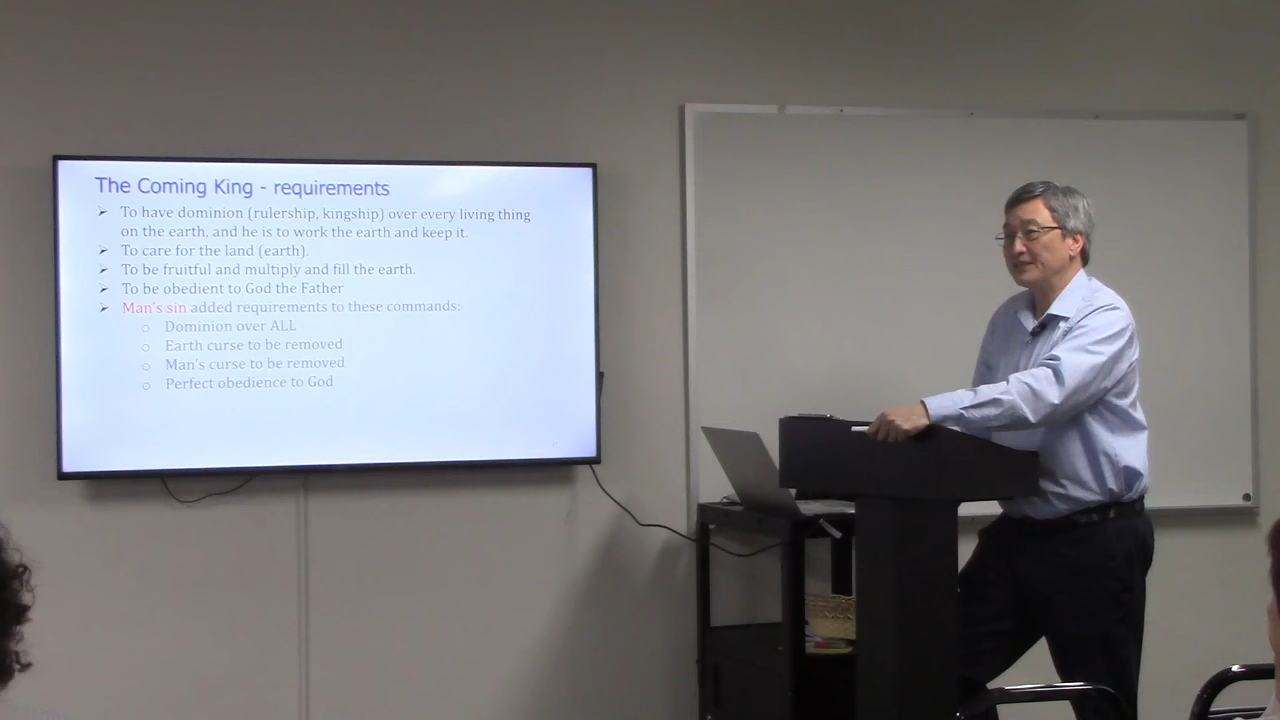 The Coming King - requirements
➢ To have dominion (rulership, kingship) over every living thing
on the earth, and he is to work the earth and keep it.
➢ To care for the land (earth).
➢ To be fruitful and multiply and fill the earth.
➢ To be obedient to God the Father
➢ Man's sin added requirements to these commands:
o Dominion over ALL
o Earth curse to be removed
o Man's curse to be removed
o Perfect obedience to God